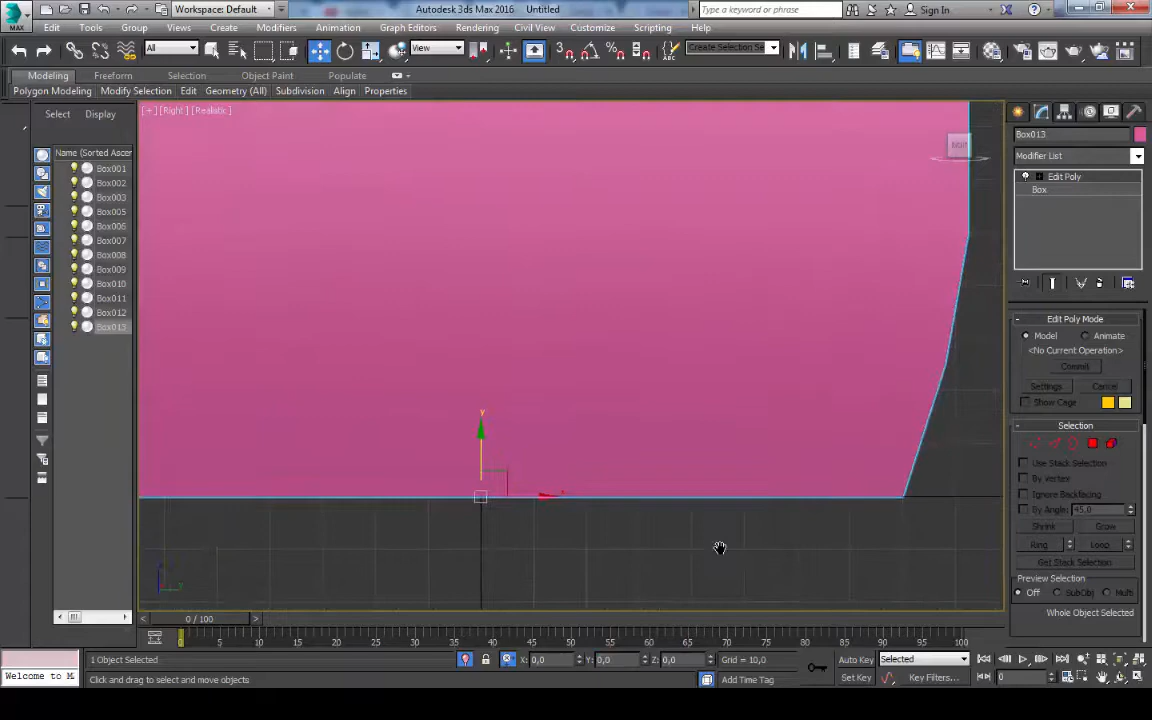 MAX
Workspace: Default
Autodesk 3ds Max 2016 Untitled
Type a keyword or phrase
Sign In
Edit Tools Group Views Create Modifiers Animation Graph Editors Rendering Civil View Customize Scripting Help
All
View
Create Selection Se
Modeling Freeform Selection Object Paint Populate
Polygon Modeling Modify Selection Edit Geometry (All) Subdivision Align Properties
Select Display
Name (Sorted Ascen
Box001
Box002
Box003
Box005
Box006
Box007
Box008
Box009
Box010
Box011
Box012
Box013
[+] [Right] [Realistic]
RIGHT
y
Box013
Modifier List
Edit Poly
Box
Edit Poly Mode
Model Animate
<No Current Operation>
Commit
Settings Cancel
Show Cage
Selection
Use Stack Selection
By Vertex
Ignore Backfacing
By Angle: 45,0
Shrink Grow
Ring Loop
Get Stack Selection
Preview Selection
Off SubObj Multi
Whole Object Selected
0 / 100
0 5 10 15 20 25 30 35 40 45 50 55 60 65 70 75 80 85 90 95 100
1 Object Selected
X: 0,0 Y: 0,0 Z: 0,0 Grid = 10,0
Auto Key Selected
Welcome to M
Click and drag to select and move objects
Add Time Tag
Set Key Key Filters...
0